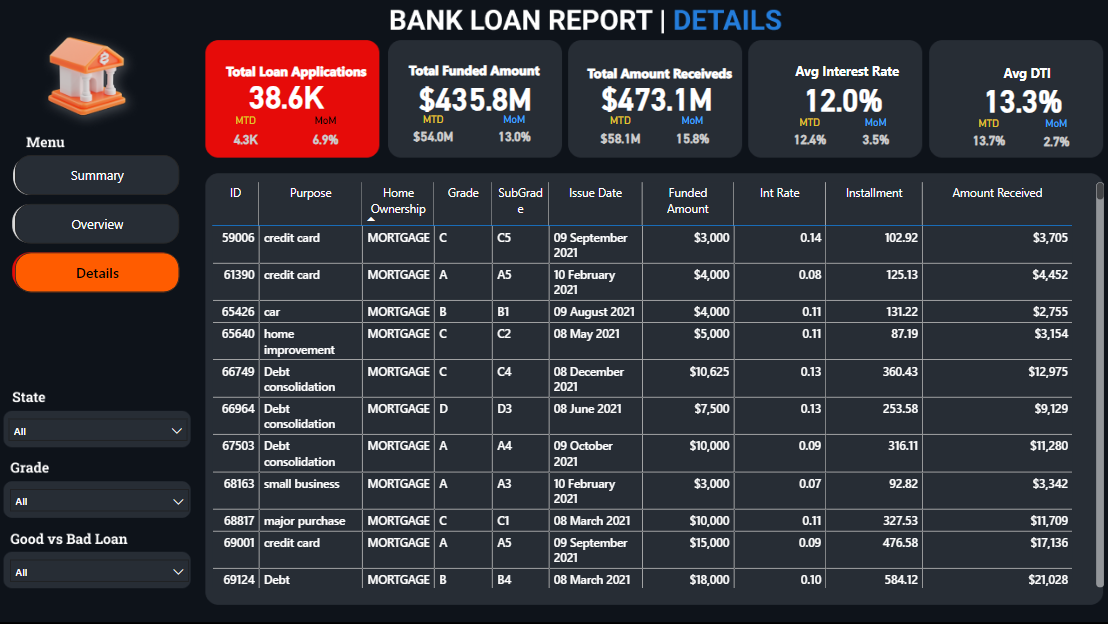 BANK LOAN REPORT | DETAILS
Total Loan Applications
38.6K
MTD MoM
4.3K 6.9%
Total Funded Amount
$435.8M
MTD MoM
$54.0M 13.0%
Total Amount Receiveds
$473.1M
MTD MoM
$58.1M 15.8%
Avg Interest Rate
12.0%
MTD MoM
12.4% 3.5%
Avg DTI
13.3%
MTD MoM
13.7% 2.7%
Menu
Summary
Overview
Details
State
All
Grade
All
Good vs Bad Loan
All
ID Purpose Home Grade SubGrad Issue Date Funded Int Rate Installment Amount Received
Ownership e Amount
59006 credit card MORTGAGE C C5 09 September $3,000 0.14 102.92 $3,705
2021
61390 credit card MORTGAGE A A5 10 February $4,000 0.08 125.13 $4,452
2021
65426 car MORTGAGE B B1 09 August 2021 $4,000 0.11 131.22 $2,755
65640 home MORTGAGE C C2 08 May 2021 $5,000 0.11 87.19 $3,154
improvement
66749 Debt MORTGAGE C C4 08 December $10,625 0.13 360.43 $12,975
consolidation 2021
66964 Debt MORTGAGE D D3 08 June 2021 $7,500 0.13 253.58 $9,129
consolidation
67503 Debt MORTGAGE A A4 09 October $10,000 0.09 316.11 $11,280
consolidation 2021
68163 small business MORTGAGE A A3 10 February $3,000 0.07 92.82 $3,342
2021
68817 major purchase MORTGAGE C C1 08 March 2021 $10,000 0.11 327.53 $11,709
69001 credit card MORTGAGE A A5 09 September $15,000 0.09 476.58 $17,136
2021
69124 Debt MORTGAGE B B4 08 March 2021 $18,000 0.10 584.12 $21,028